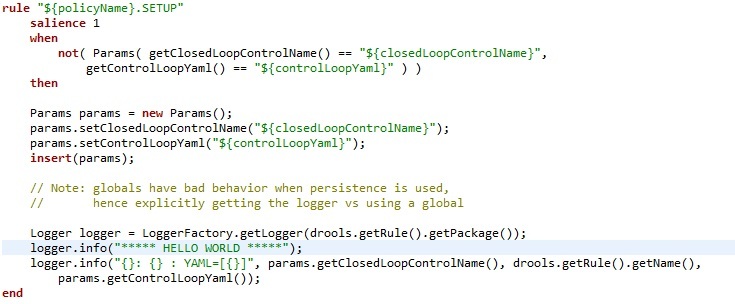 rule "${policyName}.SETUP"
    salience 1
    when
        not( Params( getClosedLoopControlName() == "${closedLoopControlName}",
            getControlLoopYaml() == "${controlLoopYaml}" ) )
    then

    Params params = new Params();
    params.setClosedLoopControlName("${closedLoopControlName}");
    params.setControlLoopYaml("${controlLoopYaml}");
    insert(params);

    // Note: globals have bad behavior when persistence is used,
    //       hence explicitly getting the logger vs using a global

    Logger logger = LoggerFactory.getLogger(drools.getRule().getPackage());
    logger.info("***** HELLO WORLD *****");
    logger.info("{}: {} : YAML=[{}]", params.getClosedLoopControlName(), drools.getRule().getName(),
        params.getControlLoopYaml());
end